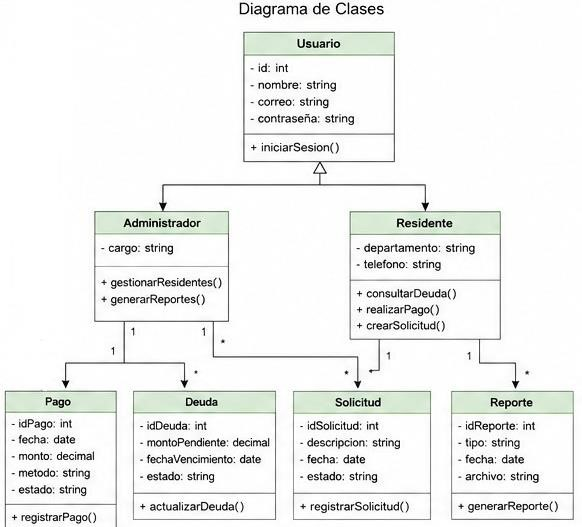 Diagrama de Clases
Usuario
- id: int
- nombre: string
- correo: string
- contraseña: string
+ iniciarSesion()
Administrador
- cargo: string
+ gestionarResidentes()
+ generarReportes()
Residente
- departamento: string
- telefono: string
+ consultarDeuda()
+ realizarPago()
+ crearSolicitud()
1
1
*
1
*
*
1
1
*
Pago
- idPago: int
- fecha: date
- monto: decimal
- metodo: string
- estado: string
+ registrarPago()
Deuda
- idDeuda: int
- montoPendiente: decimal
- fechaVencimiento: date
- estado: string
+ actualizarDeuda()
Solicitud
- idSolicitud: int
- descripcion: string
- fecha: date
- estado: string
+ registrarSolicitud()
Reporte
- idReporte: int
- tipo: string
- fecha: date
- archivo: string
+ generarReporte()